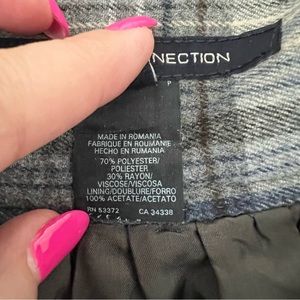 NNECTION
P
MADE IN ROMANIA
FABRIQUE EN ROUMANIE
HECHO EN RUMANIA
70% POLYESTER/
POLIESTER
30% RAYON/
VISCOSE/VISCOSA
LINING/DOUBLURE/FORRO
100% ACETATE/ACETATO
RN 53372 CA 34338